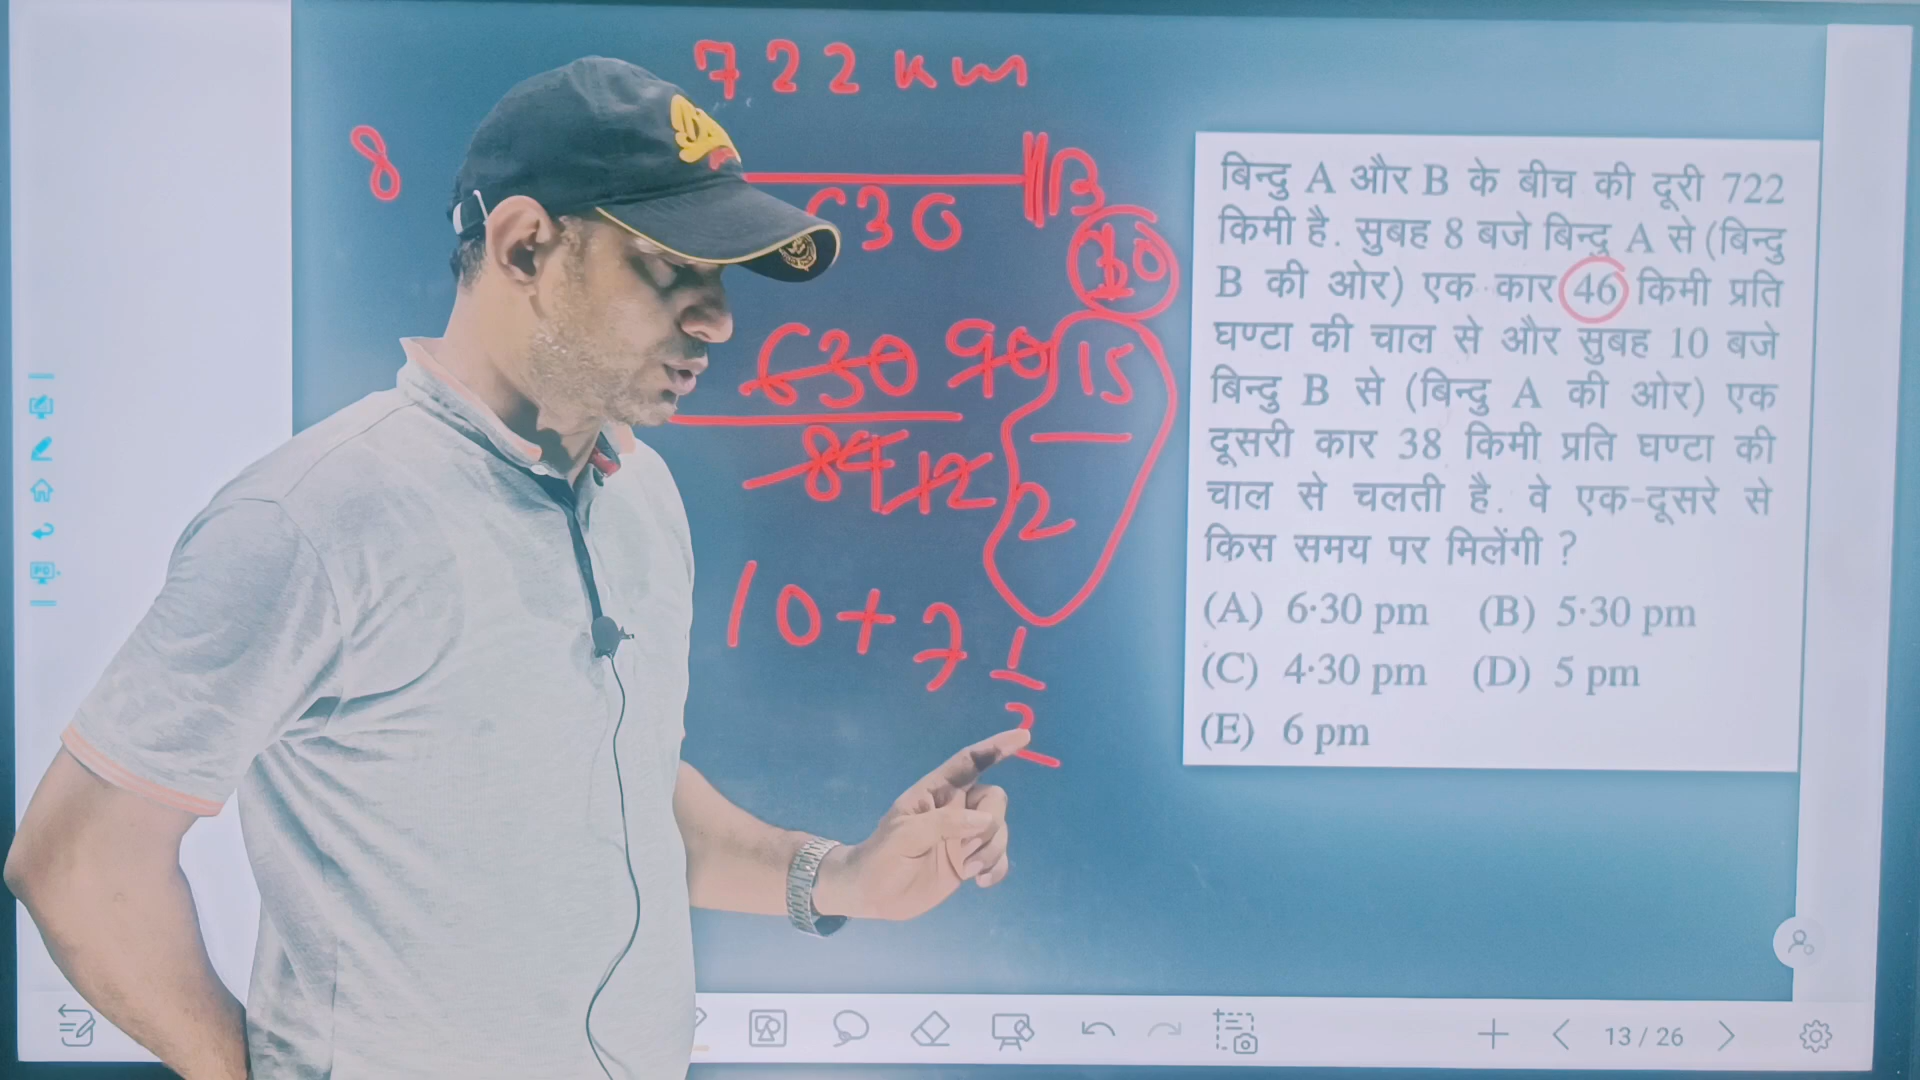 722 km
8
B
630
10
630 90 15
84 12 2
10 + 7 1/2
बिन्दु A और B के बीच की दूरी 722
किमी है. सुबह 8 बजे बिन्दु A से (बिन्दु
B की ओर) एक कार 46 किमी प्रति
घण्टा की चाल से और सुबह 10 बजे
बिन्दु B से (बिन्दु A की ओर) एक
दूसरी कार 38 किमी प्रति घण्टा की
चाल से चलती है. वे एक-दूसरे से
किस समय पर मिलेंगी ?
(A) 6·30 pm (B) 5·30 pm
(C) 4·30 pm (D) 5 pm
(E) 6 pm
13 / 26